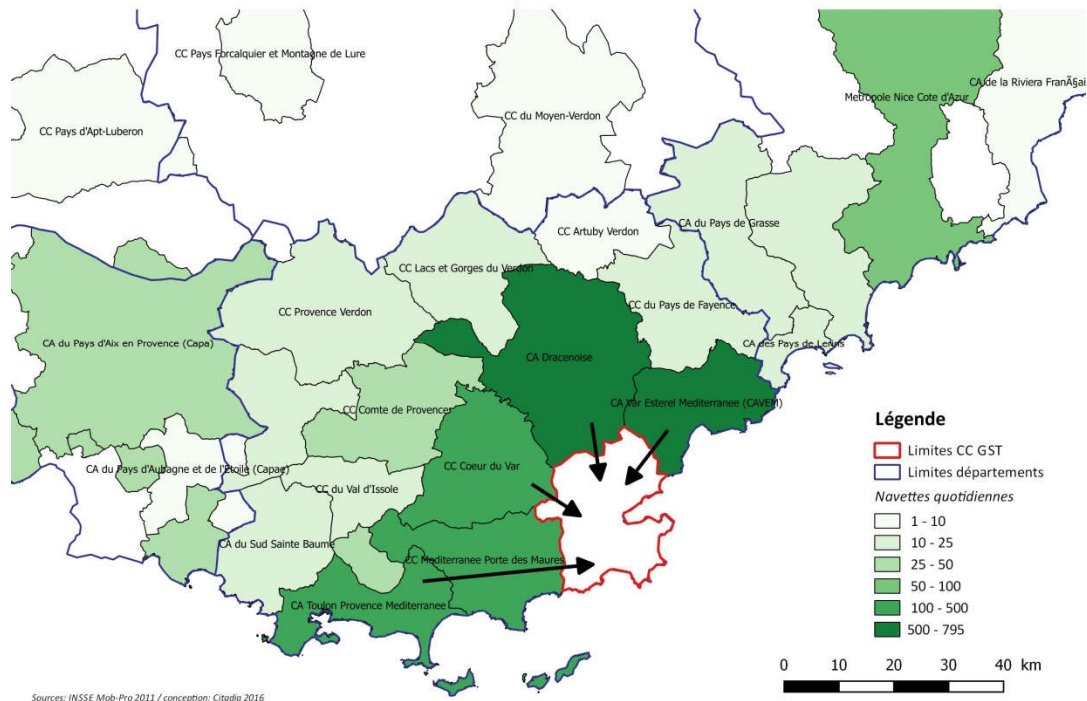 CC Pays Forcalquier et Montagne de Lure
CA de la Riviera FranÃ§ai
Metropole Nice Cote d'Azur
CC du Moyen-Verdon
CC Pays d'Apt-Luberon
CA du Pays de Grasse
CC Artuby Verdon
CC Lacs et Gorges du Verdon
CC du Pays de Fayence
CC Provence Verdon
CA du Pays d'Aix en Provence (Capa)
CA des Pays de Lerins
CA Dracenoise
CA Var Esterel Mediterranee (CAVEM)
CC Comte de Provence
CA du Pays d'Aubagne et de l'Etoile (Capae)
CC Coeur du Var
CC du Val d'Issole
CA du Sud Sainte Baume
CC Mediterranee Porte des Maures
CA Toulon Provence Mediterranee
Légende
Limites CC GST
Limites départements
Navettes quotidiennes
1 - 10
10 - 25
25 - 50
50 - 100
100 - 500
500 - 795
0 10 20 30 40 km
Sources: INSSE Mob-Pro 2011 / conception: Citadia 2016